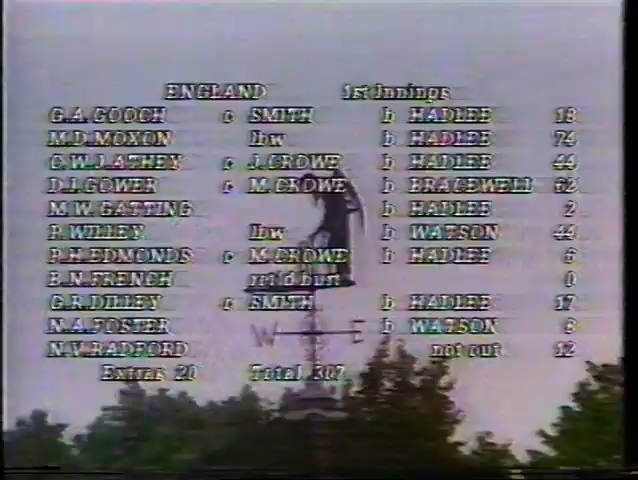 ENGLAND 1st Innings
G.A.GOOCH c SMITH b HADLEE 18
M.D.MOXON lbw b HADLEE 74
C.W.J.ATHEY c J.CROWE b HADLEE 44
D.I.GOWER c M.CROWE b BRACEWELL 62
M.W.GATTING b HADLEE 2
P.WILLEY lbw b WATSON 44
P.H.EDMONDS c M.CROWE b HADLEE 6
B.N.FRENCH ret'd hurt 0
G.R.DILLEY c SMITH b HADLEE 17
N.A.FOSTER b WATSON 8
N.V.RADFORD not out 12
Extras 20 Total 307
W E